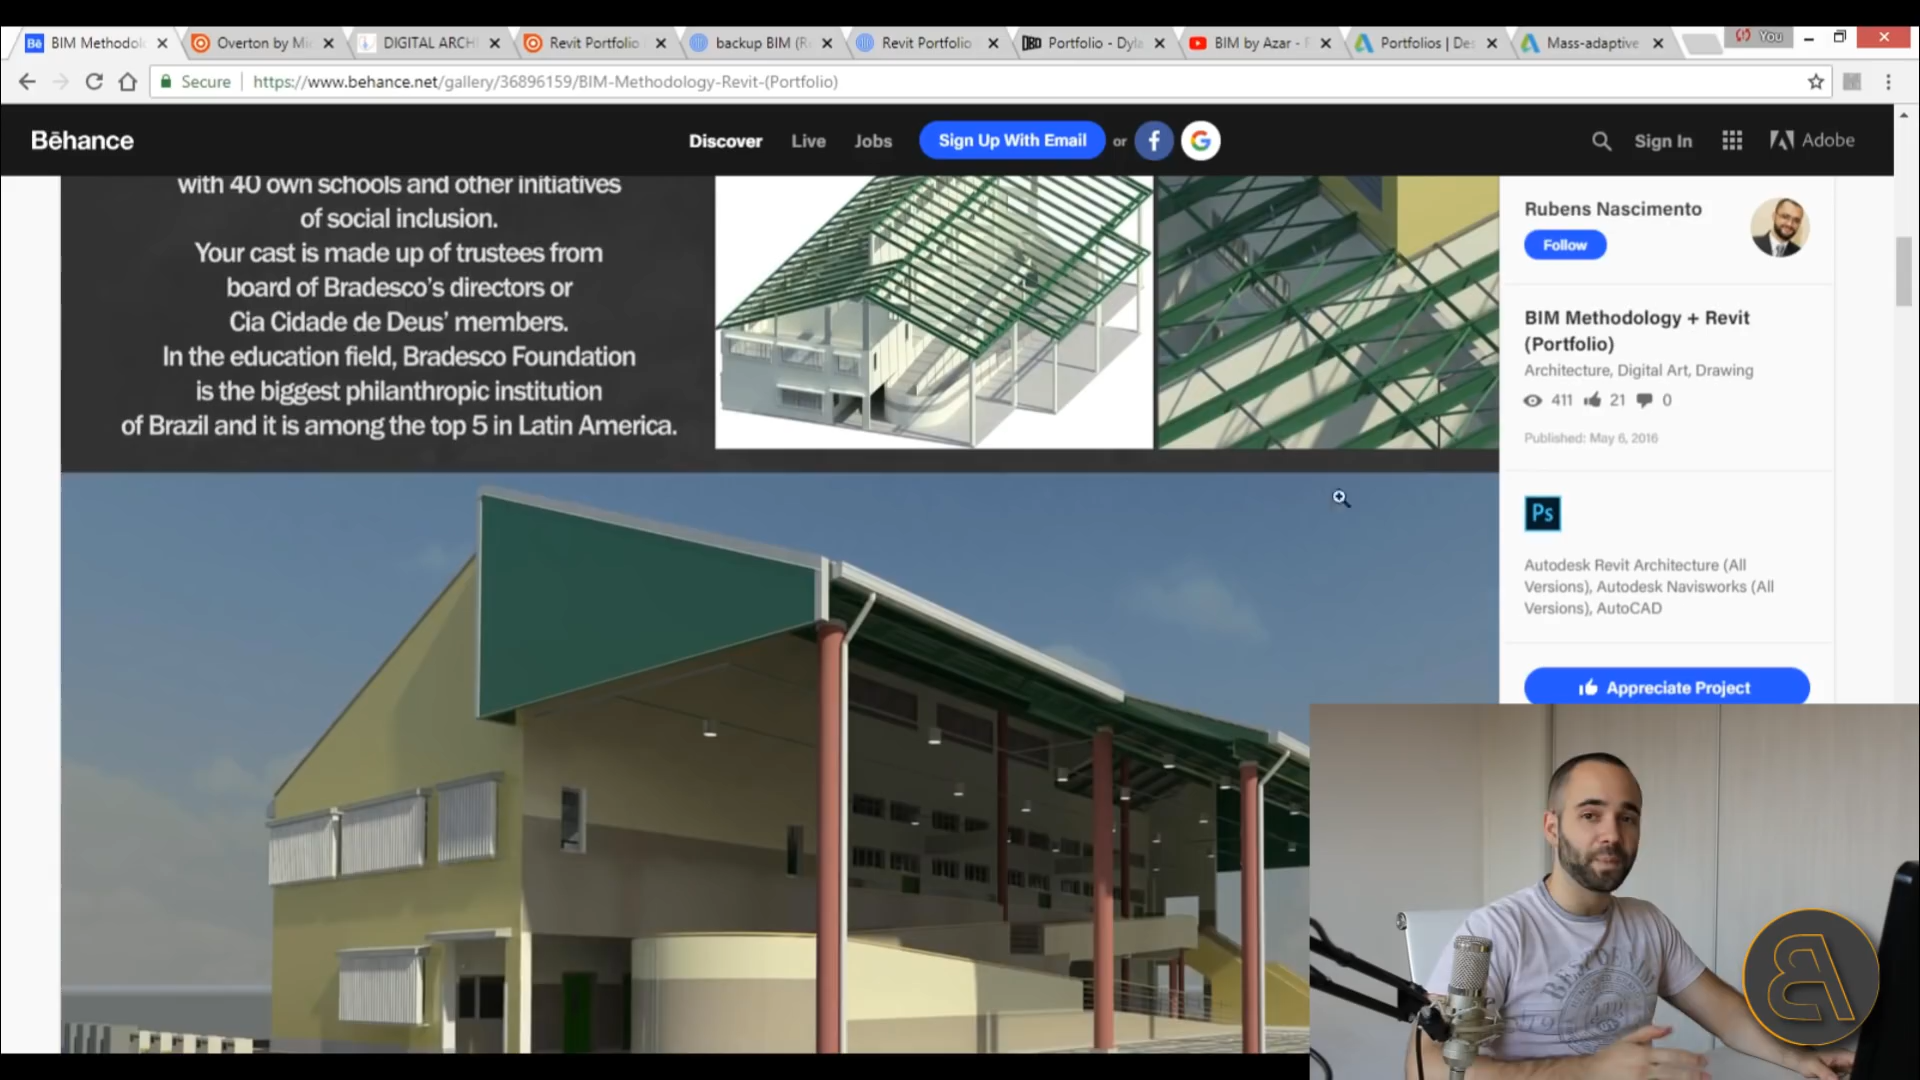 BIM Methodol
Overton by Mi
DIGITAL ARCH
Revit Portfolio
backup BIM (R
Revit Portfolio
DBD
Portfolio - Dyla
BIM by Azar - F
Portfolios | Des
Mass-adaptive
You
Secure
https://www.behance.net/gallery/36896159/BIM-Methodology-Revit-(Portfolio)
Bēhance
Discover
Live
Jobs
Sign Up With Email
or
Sign In
Adobe
with 40 own schools and other initiatives
of social inclusion.
Your cast is made up of trustees from
board of Bradesco's directors or
Cia Cidade de Deus' members.
In the education field, Bradesco Foundation
is the biggest philanthropic institution
of Brazil and it is among the top 5 in Latin America.
Rubens Nascimento
Follow
BIM Methodology + Revit
(Portfolio)
Architecture, Digital Art, Drawing
411 21 0
Published: May 6, 2016
Ps
Autodesk Revit Architecture (All
Versions), Autodesk Navisworks (All
Versions), AutoCAD
Appreciate Project